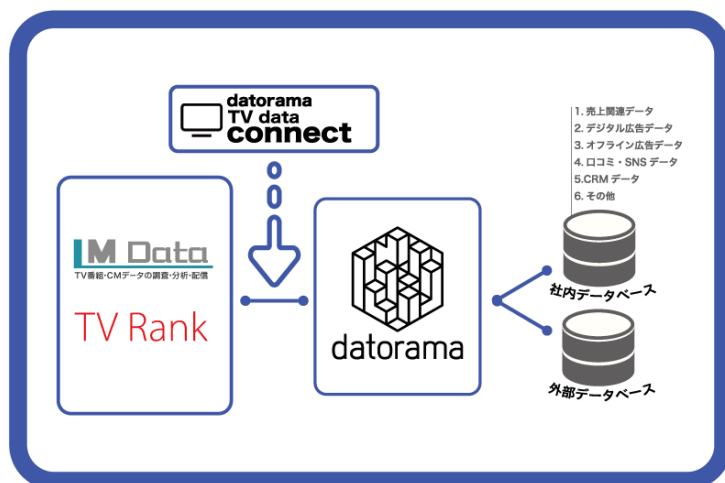 datorama
TV data
connect
1. 売上関連データ
2. デジタル広告データ
3. オフライン広告データ
4. 口コミ・SNS データ
5.CRM データ
6. その他
LM Data
TV番組・CMデータの調査・分析・配信
TV Rank
datorama
社内データベース
外部データベース